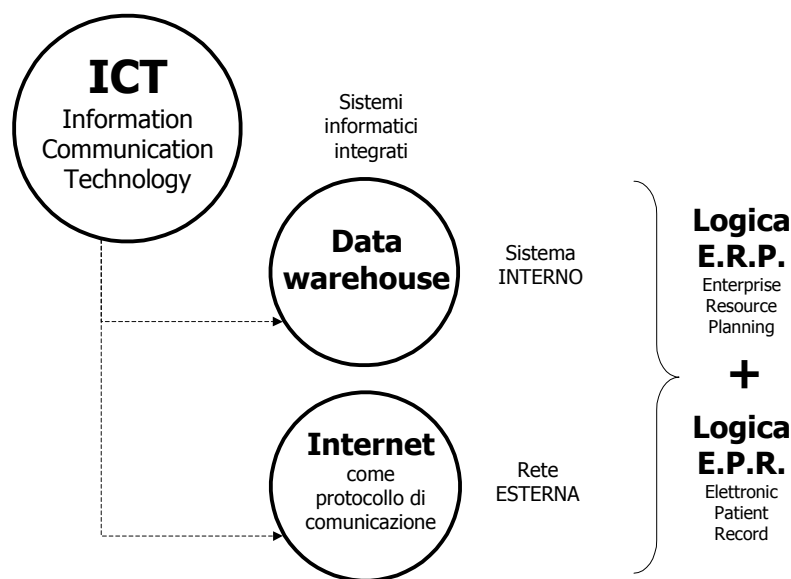 ICT
Information
Communication
Technology
Sistemi
informatici
integrati
Data
warehouse
Sistema
INTERNO
Internet
come
protocollo di
comunicazione
Rete
ESTERNA
Logica
E.R.P.
Enterprise
Resource
Planning
+
Logica
E.P.R.
Elettronic
Patient
Record